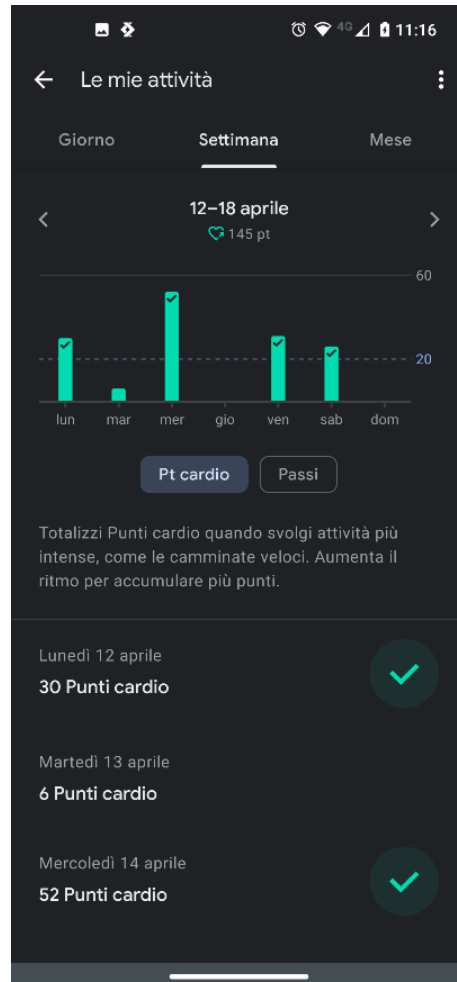 4G 11:16
Le mie attività
Giorno Settimana Mese
12–18 aprile
145 pt
60
20
lun mar mer gio ven sab dom
Pt cardio Passi
Totalizzi Punti cardio quando svolgi attività più
intense, come le camminate veloci. Aumenta il
ritmo per accumulare più punti.
Lunedì 12 aprile
30 Punti cardio
Martedì 13 aprile
6 Punti cardio
Mercoledì 14 aprile
52 Punti cardio